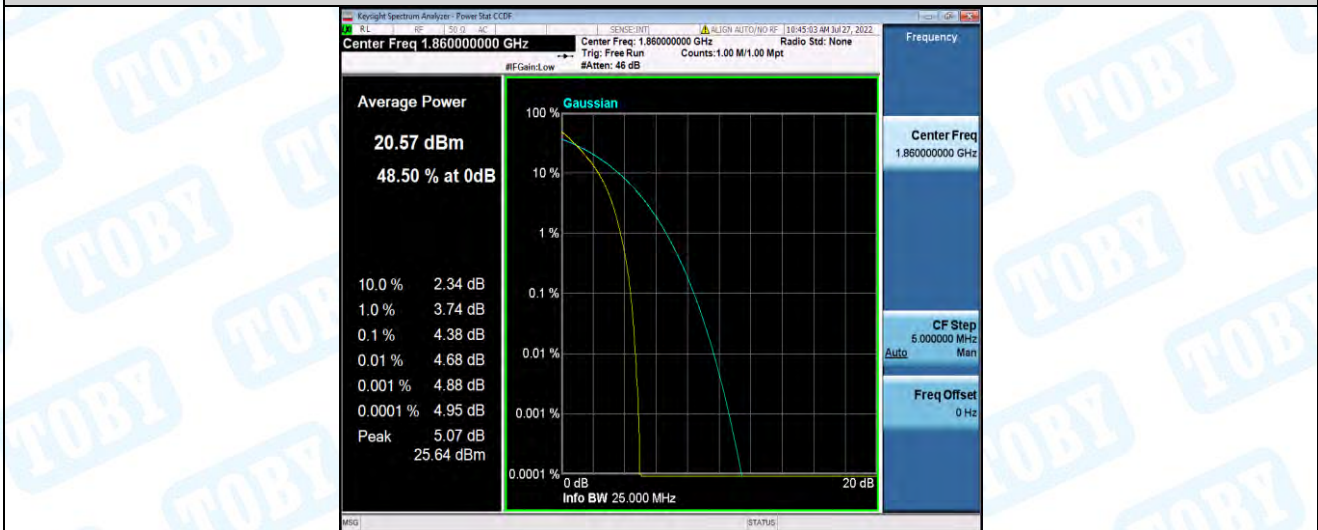 Keysight Spectrum Analyzer - Power Stat CCDF
RL RF 50 Ω AC SENSE:INT ALIGN AUTO/NO RF 10:45:03 AM Jul 27, 2022
Center Freq 1.860000000 GHz
Center Freq: 1.860000000 GHz Radio Std: None
Trig: Free Run Counts:1.00 M/1.00 Mpt
#IFGain:Low #Atten: 46 dB
Frequency
Center Freq
1.860000000 GHz
CF Step
5.000000 MHz
Auto Man
Freq Offset
0 Hz
Average Power
20.57 dBm
48.50 % at 0dB
10.0 % 2.34 dB
1.0 % 3.74 dB
0.1 % 4.38 dB
0.01 % 4.68 dB
0.001 % 4.88 dB
0.0001 % 4.95 dB
Peak 5.07 dB
25.64 dBm
Gaussian
100 %
10 %
1 %
0.1 %
0.01 %
0.001 %
0.0001 %
0 dB 20 dB
Info BW 25.000 MHz
MSG STATUS
TOBY
TOBY
TOBY
TOBY
TOBY
TOBY
TOBY
TOBY